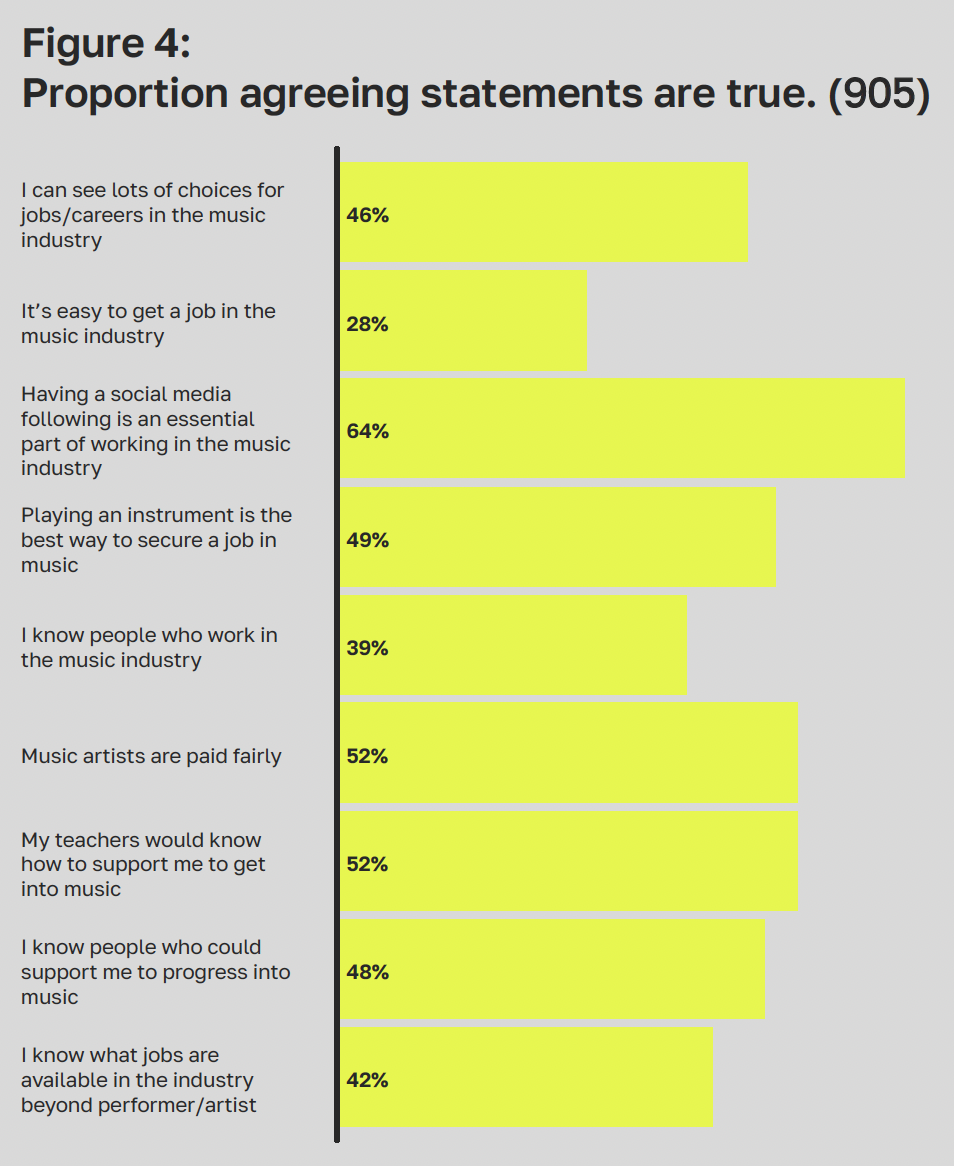 Figure 4:
Proportion agreeing statements are true. (905)
I can see lots of choices for
jobs/careers in the music
industry
46%
It’s easy to get a job in the
music industry
28%
Having a social media
following is an essential
part of working in the music
industry
64%
Playing an instrument is the
best way to secure a job in
music
49%
I know people who work in
the music industry
39%
Music artists are paid fairly
52%
My teachers would know
how to support me to get
into music
52%
I know people who could
support me to progress into
music
48%
I know what jobs are
available in the industry
beyond performer/artist
42%